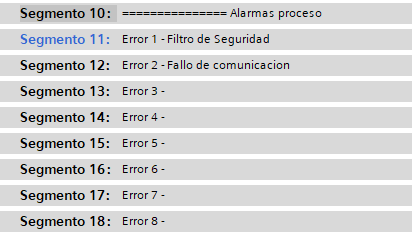 Segmento 10: =============== Alarmas proceso
Segmento 11: Error 1 - Filtro de Seguridad
Segmento 12: Error 2 - Fallo de comunicacion
Segmento 13: Error 3 -
Segmento 14: Error 4 -
Segmento 15: Error 5 -
Segmento 16: Error 6 -
Segmento 17: Error 7 -
Segmento 18: Error 8 -